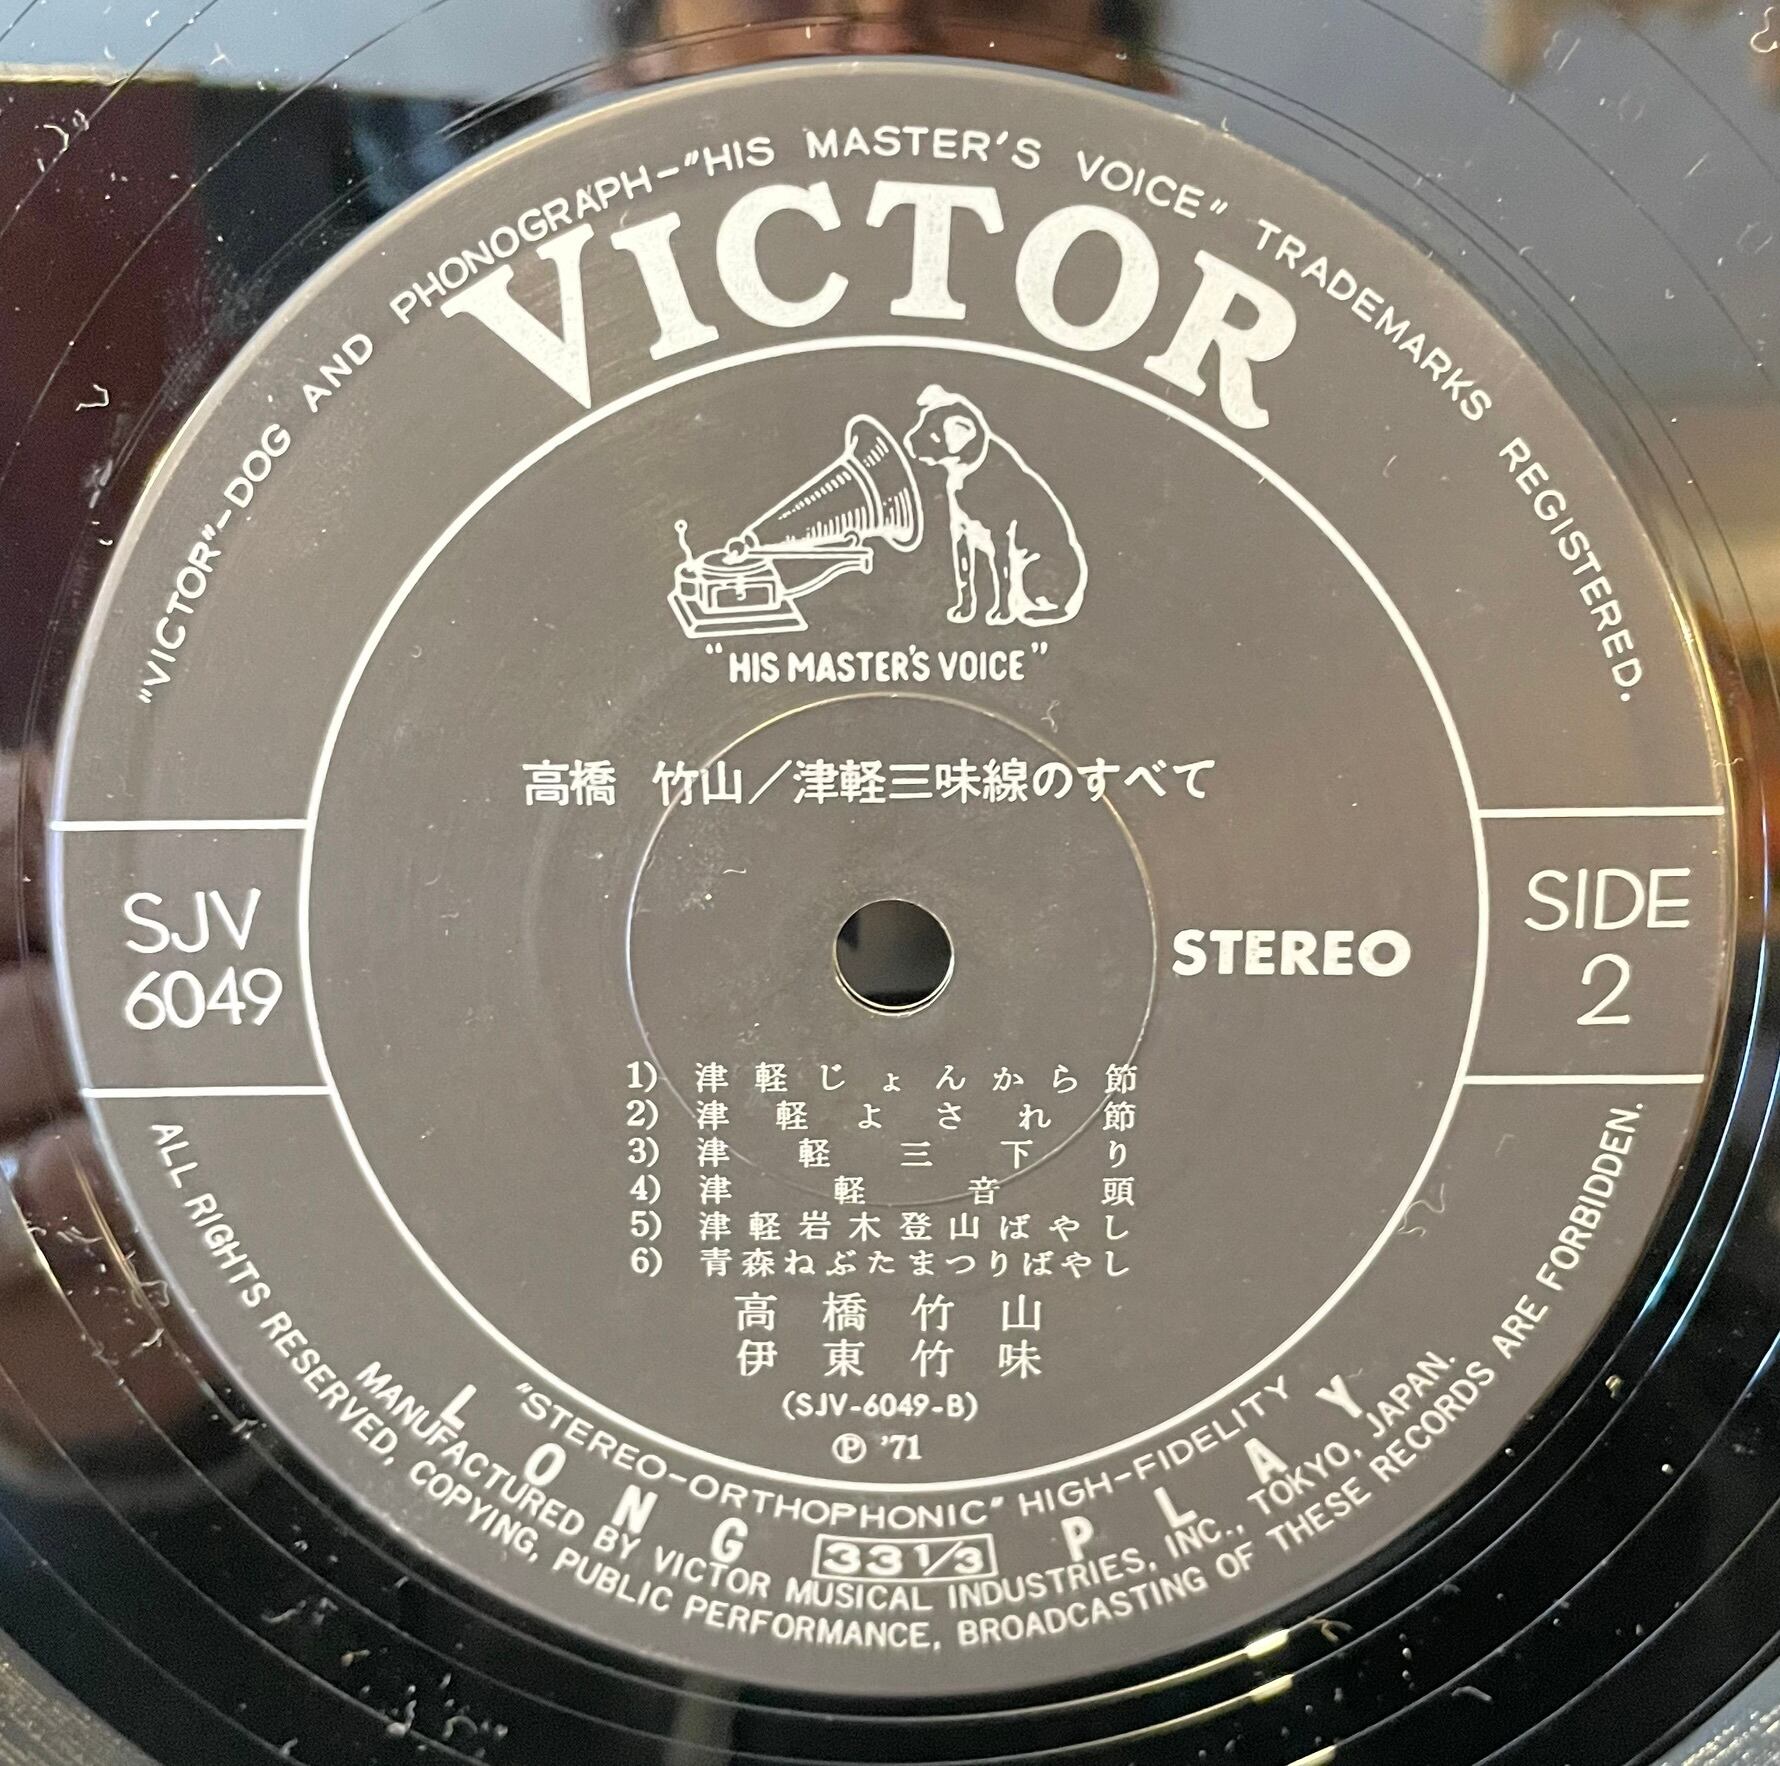 "VICTOR"-DOG AND PHONOGRAPH-"HIS MASTER'S VOICE" TRADEMARKS REGISTERED.
VICTOR
"HIS MASTER'S VOICE"
高橋 竹山／津軽三味線のすべて
SJV
6049
STEREO
SIDE
2
1) 津軽じょんから節
2) 津軽よされ節
3) 津軽三下り
4) 津軽音頭
5) 津軽岩木登山ばやし
6) 青森ねぶたまつりばやし
高橋竹山
伊東竹味
(SJV-6049-B)
Ⓟ '71
"STEREO-ORTHOPHONIC" HIGH-FIDELITY
LONG 33 1/3 PLAY
MANUFACTURED BY VICTOR MUSICAL INDUSTRIES, INC., TOKYO, JAPAN.
ALL RIGHTS RESERVED, COPYING, PUBLIC PERFORMANCE, BROADCASTING OF THESE RECORDS ARE FORBIDDEN.